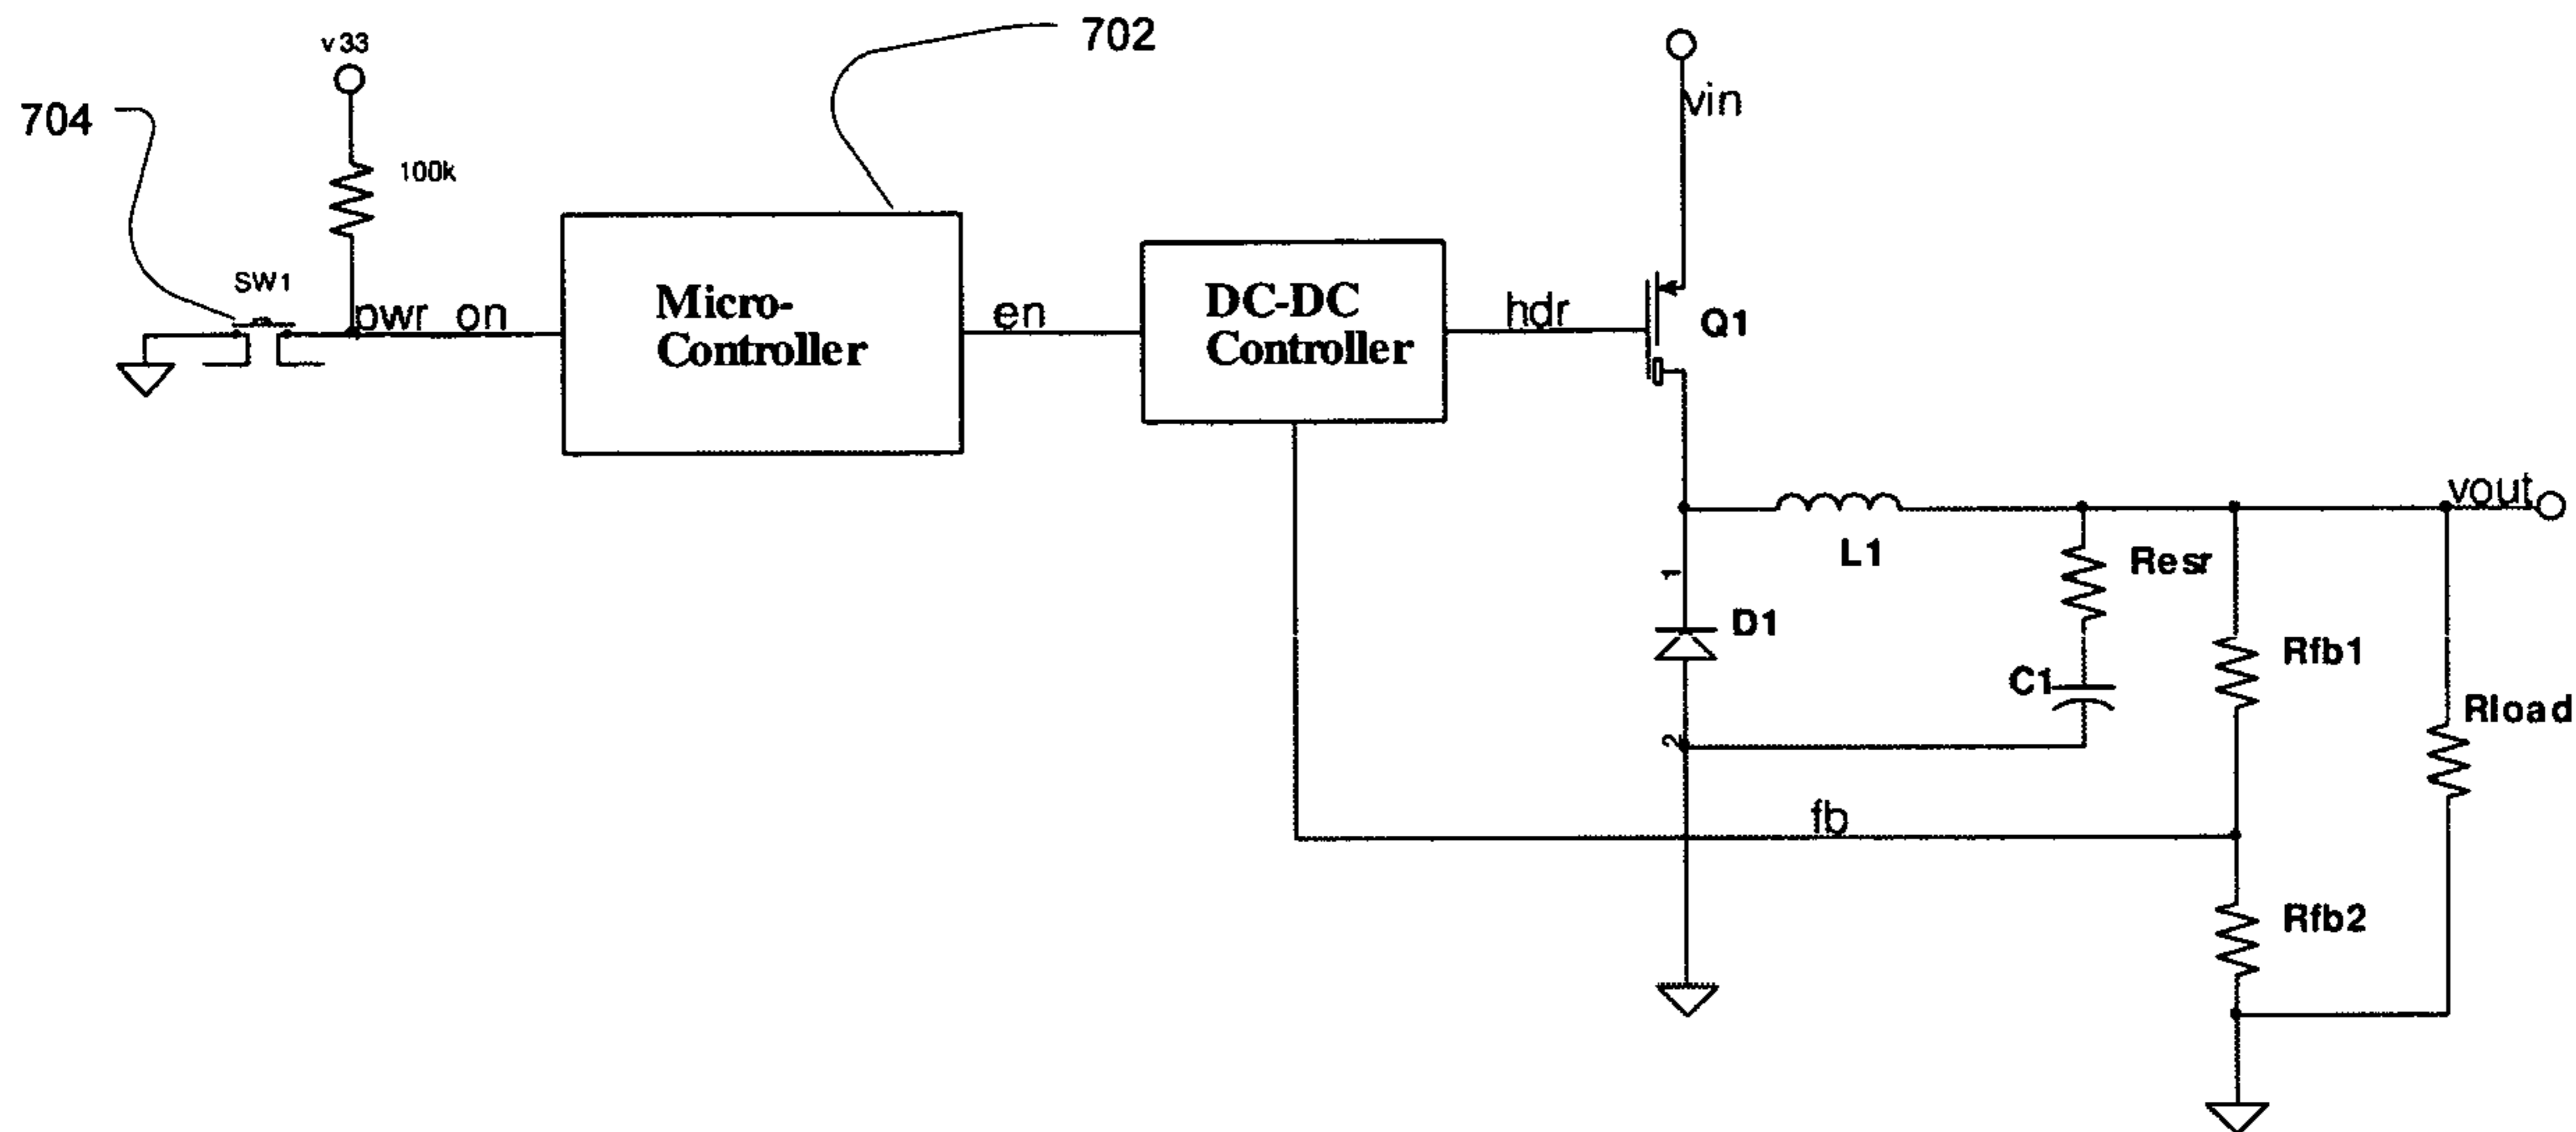 702
v33
704
vin
100k
SW1
pwr_on
Micro-
Controller
en
DC-DC
Controller
hdr
Q1
vout
L1
Resr
1
D1
Rfb1
C1
Rload
2
fb
Rfb2